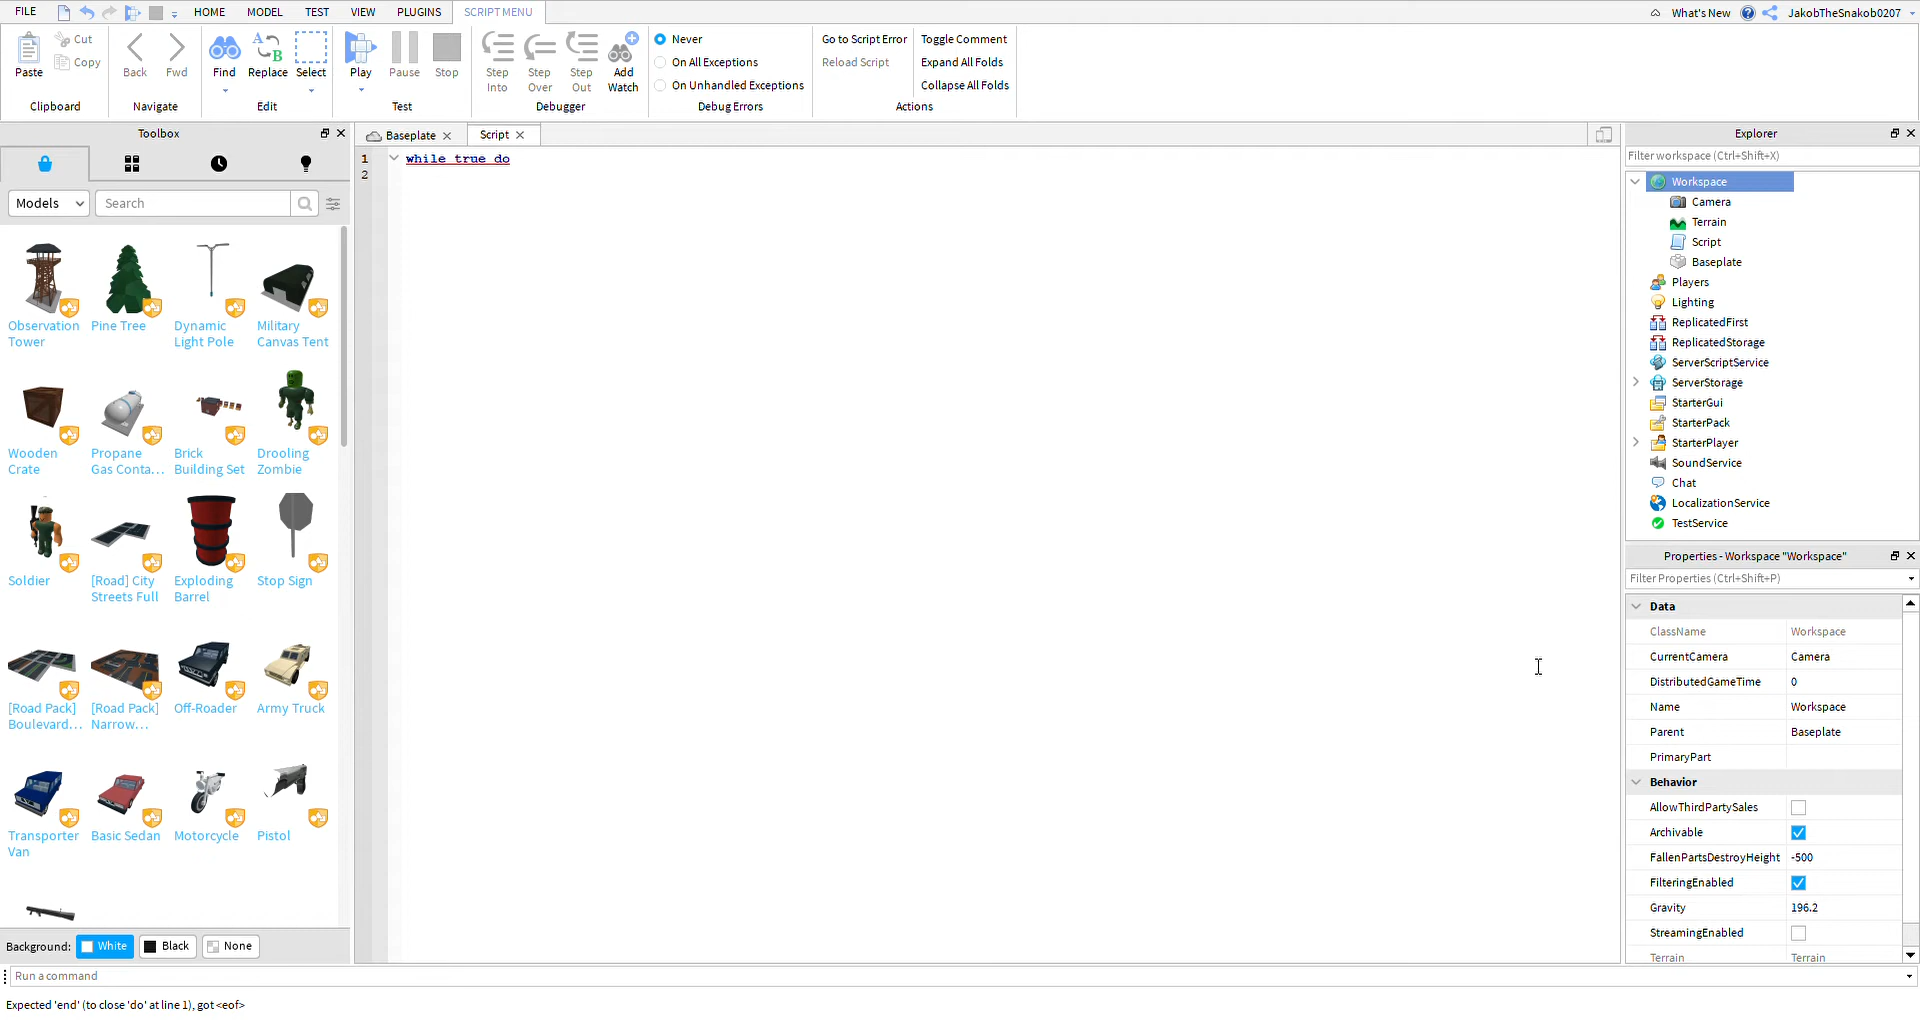 FILE HOME MODEL TEST VIEW PLUGINS SCRIPT MENU What's New JakobTheSnakob0207
Paste Cut Copy
Clipboard
Back Fwd
Navigate
Find Replace Select
A B
Edit
Play Pause Stop
Test
Step Into Step Over Step Out Add Watch
Debugger
Never
On All Exceptions
On Unhandled Exceptions
Debug Errors
Go to Script Error Toggle Comment
Reload Script Expand All Folds
Collapse All Folds
Actions
Toolbox
Models Search
Observation Tower Pine Tree Dynamic Light Pole Military Canvas Tent
Wooden Crate Propane Gas Conta... Brick Building Set Drooling Zombie
Soldier [Road] City Streets Full Exploding Barrel Stop Sign
[Road Pack] Boulevard... [Road Pack] Narrow... Off-Roader Army Truck
Transporter Van Basic Sedan Motorcycle Pistol
Background: White Black None
Baseplate Script
1 while true do
2
Explorer
Filter workspace (Ctrl+Shift+X)
Workspace
Camera
Terrain
Script
Baseplate
Players
Lighting
ReplicatedFirst
ReplicatedStorage
ServerScriptService
ServerStorage
StarterGui
StarterPack
StarterPlayer
SoundService
Chat
LocalizationService
TestService
Properties - Workspace "Workspace"
Filter Properties (Ctrl+Shift+P)
Data
ClassName Workspace
CurrentCamera Camera
DistributedGameTime 0
Name Workspace
Parent Baseplate
PrimaryPart
Behavior
AllowThirdPartySales
Archivable
FallenPartsDestroyHeight -500
FilteringEnabled
Gravity 196.2
StreamingEnabled
Terrain Terrain
Run a command
Expected 'end' (to close 'do' at line 1), got <eof>